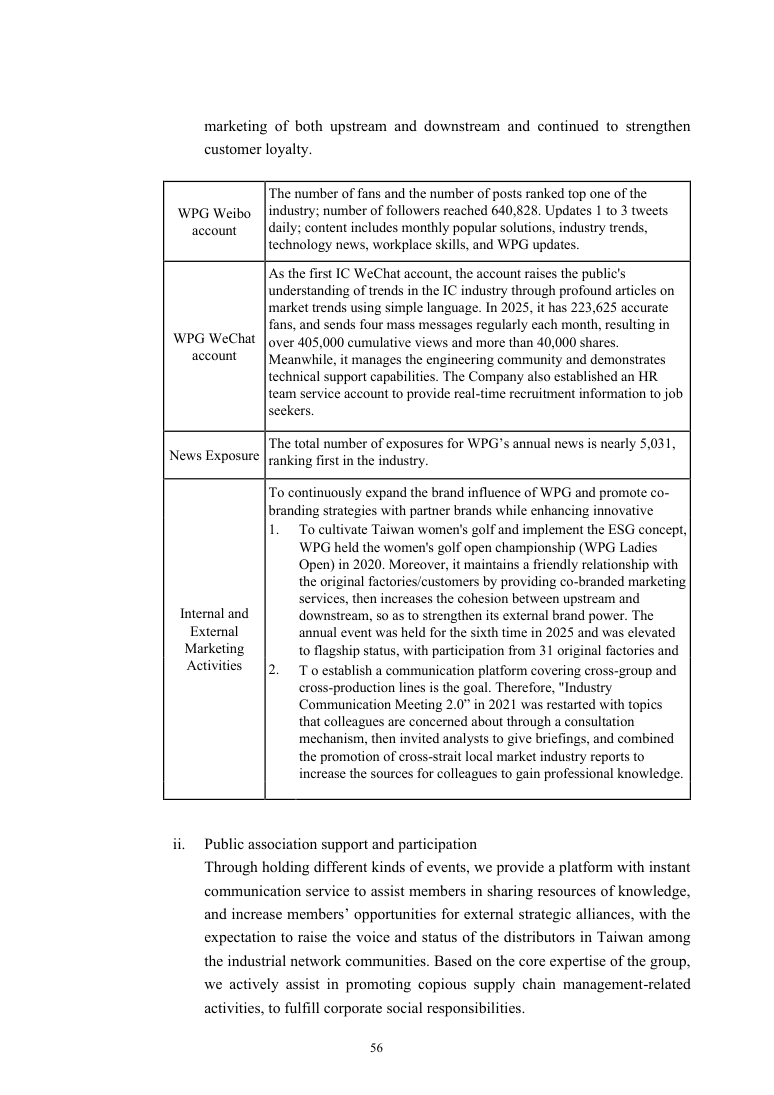 marketing of both upstream and downstream and continued to strengthen
customer loyalty.
WPG Weibo
account
The number of fans and the number of posts ranked top one of the
industry; number of followers reached 640,828. Updates 1 to 3 tweets
daily; content includes monthly popular solutions, industry trends,
technology news, workplace skills, and WPG updates.
WPG WeChat
account
As the first IC WeChat account, the account raises the public's
understanding of trends in the IC industry through profound articles on
market trends using simple language. In 2025, it has 223,625 accurate
fans, and sends four mass messages regularly each month, resulting in
over 405,000 cumulative views and more than 40,000 shares.
Meanwhile, it manages the engineering community and demonstrates
technical support capabilities. The Company also established an HR
team service account to provide real-time recruitment information to job
seekers.
News Exposure
The total number of exposures for WPG’s annual news is nearly 5,031,
ranking first in the industry.
Internal and
External
Marketing
Activities
To continuously expand the brand influence of WPG and promote co-
branding strategies with partner brands while enhancing innovative
1. To cultivate Taiwan women's golf and implement the ESG concept,
WPG held the women's golf open championship (WPG Ladies
Open) in 2020. Moreover, it maintains a friendly relationship with
the original factories/customers by providing co-branded marketing
services, then increases the cohesion between upstream and
downstream, so as to strengthen its external brand power. The
annual event was held for the sixth time in 2025 and was elevated
to flagship status, with participation from 31 original factories and
2. T o establish a communication platform covering cross-group and
cross-production lines is the goal. Therefore, "Industry
Communication Meeting 2.0” in 2021 was restarted with topics
that colleagues are concerned about through a consultation
mechanism, then invited analysts to give briefings, and combined
the promotion of cross-strait local market industry reports to
increase the sources for colleagues to gain professional knowledge.
ii. Public association support and participation
Through holding different kinds of events, we provide a platform with instant
communication service to assist members in sharing resources of knowledge,
and increase members’ opportunities for external strategic alliances, with the
expectation to raise the voice and status of the distributors in Taiwan among
the industrial network communities. Based on the core expertise of the group,
we actively assist in promoting copious supply chain management-related
activities, to fulfill corporate social responsibilities.
56